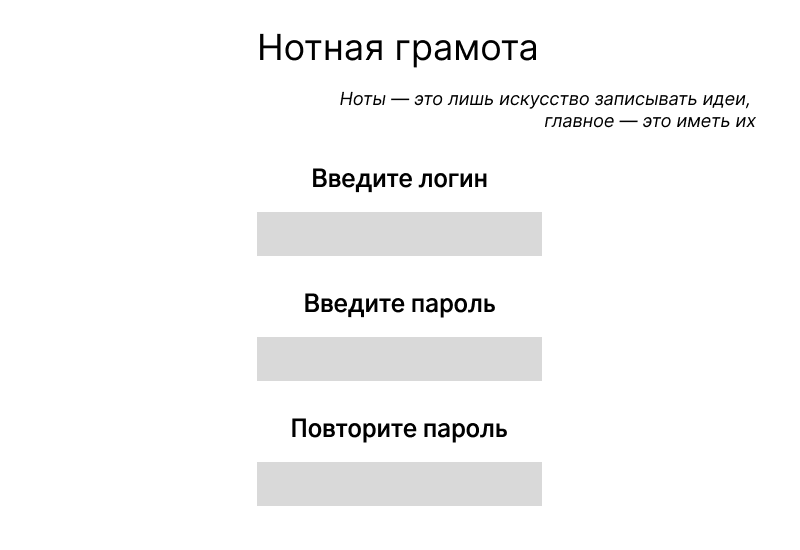 Нотная грамота
Ноты — это лишь искусство записывать идеи,
главное — это иметь их
Введите логин
Введите пароль
Повторите пароль